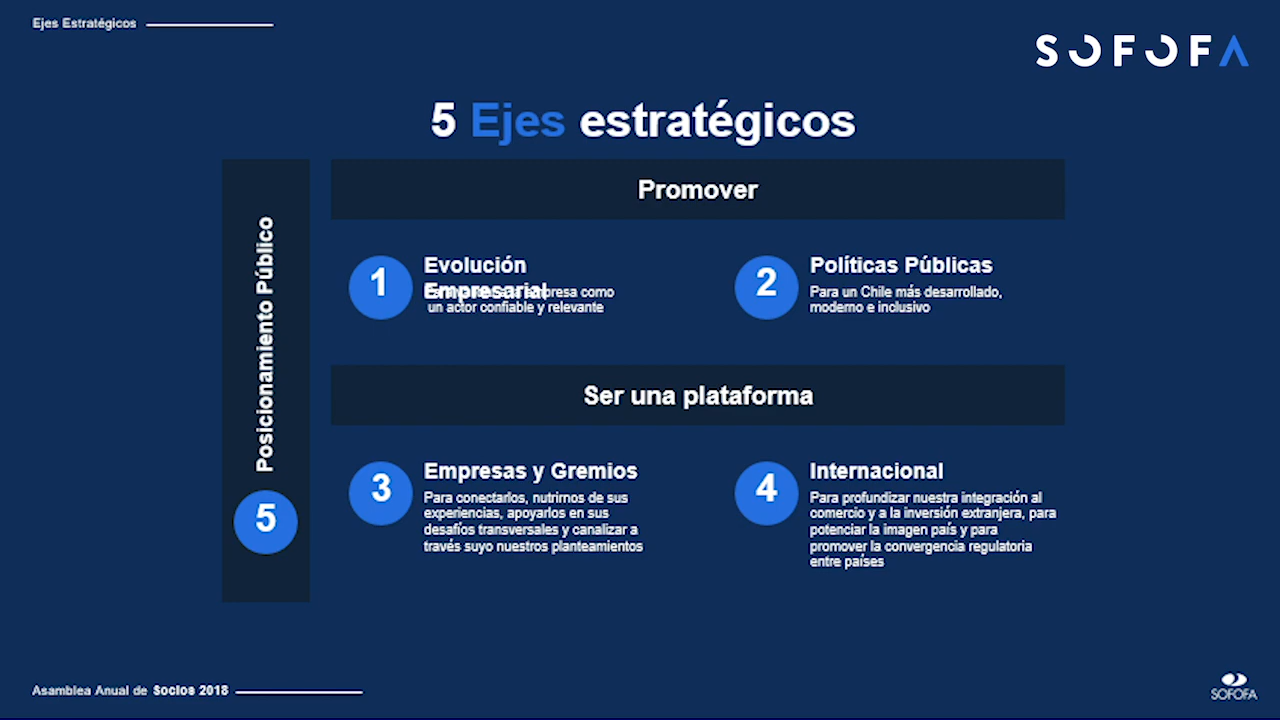 Ejes Estratégicos
SOFOFA
5 Ejes estratégicos
Promover
1
Evolución
Empresarial
empresa como
un actor confiable y relevante
2
Políticas Públicas
Para un Chile más desarrollado,
moderno e inclusivo
Posicionamiento Público
5
Ser una plataforma
3
Empresas y Gremios
Para conectarlos, nutrirnos de sus
experiencias, apoyarlos en sus
desafíos transversales y canalizar a
través suyo nuestros planteamientos
4
Internacional
Para profundizar nuestra integración al
comercio y a la inversión extranjera, para
potenciar la imagen país y para
promover la convergencia regulatoria
entre países
Asamblea Anual de Socios 2018
SOFOFA